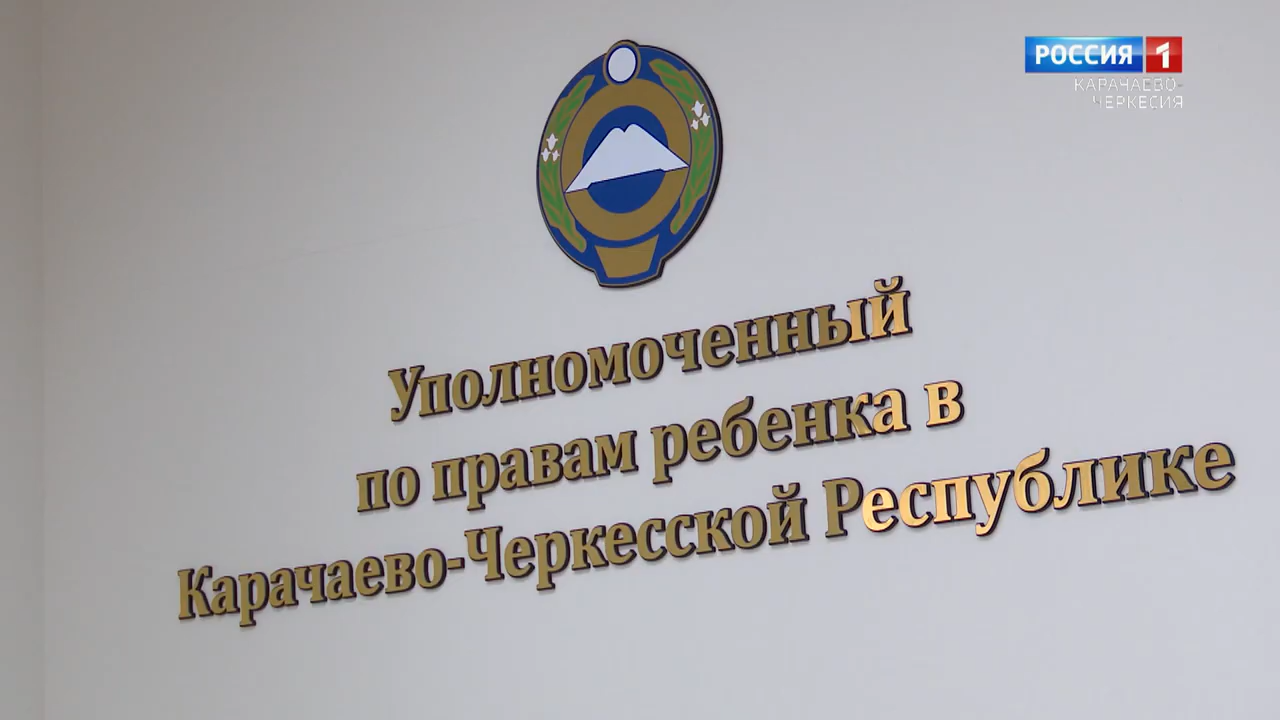 РОССИЯ 1
КАРАЧАЕВО-
ЧЕРКЕСИЯ
Уполномоченный
по правам ребенка в
Карачаево-Черкесской Республике